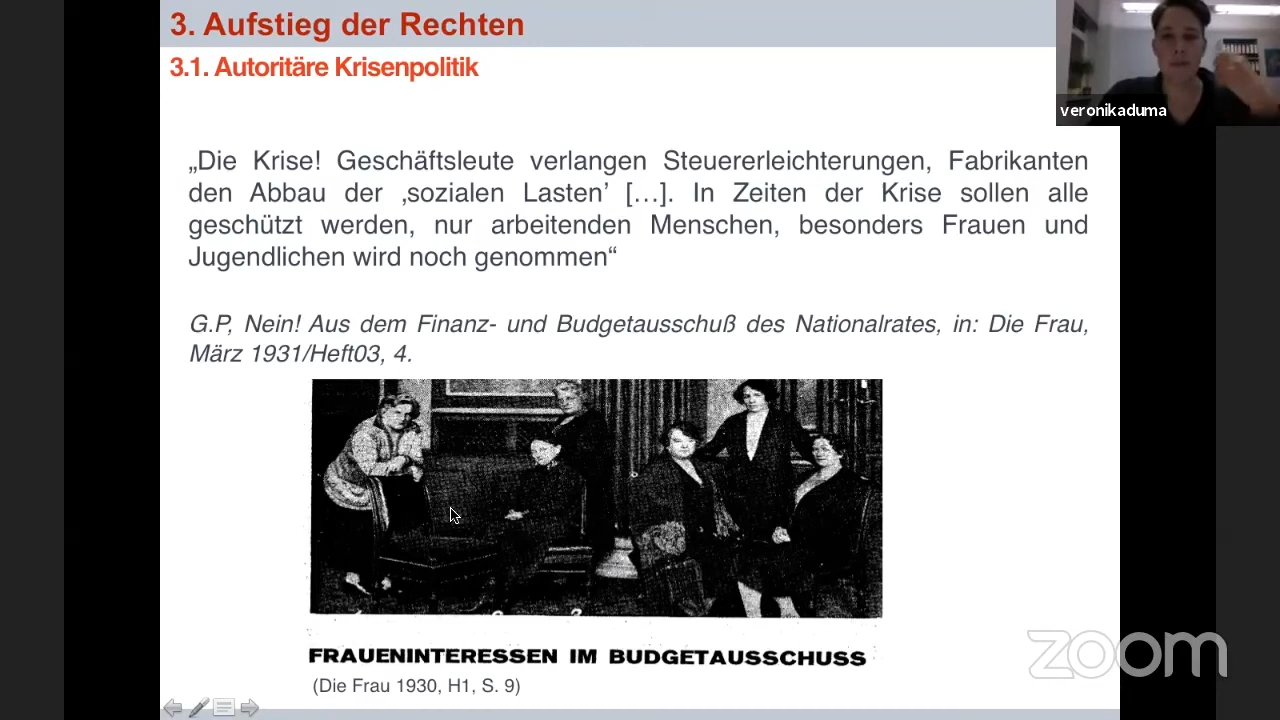 3. Aufstieg der Rechten
3.1. Autoritäre Krisenpolitik
veronikaduma
„Die Krise! Geschäftsleute verlangen Steuererleichterungen, Fabrikanten
den Abbau der ‚sozialen Lasten’ […]. In Zeiten der Krise sollen alle
geschützt werden, nur arbeitenden Menschen, besonders Frauen und
Jugendlichen wird noch genommen“
G.P, Nein! Aus dem Finanz- und Budgetausschuß des Nationalrates, in: Die Frau,
März 1931/Heft03, 4.
FRAUENINTERESSEN IM BUDGETAUSSCHUSS
(Die Frau 1930, H1, S. 9)
zoom